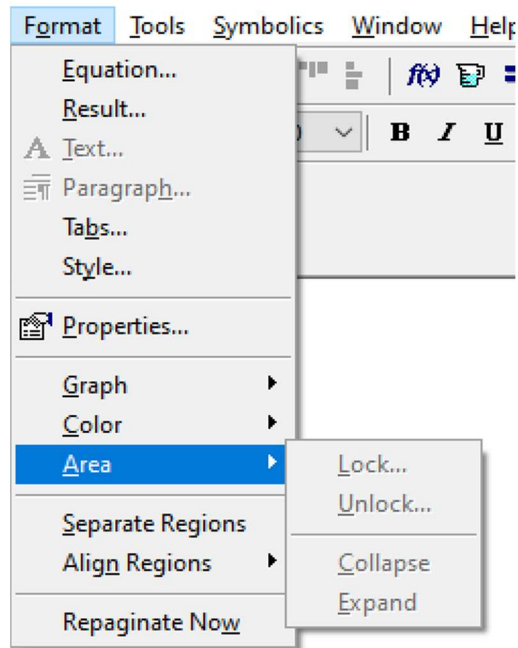 Format Tools Symbolics Window Help
Equation...
Result...
f(x)
Text...
B I U
Paragraph...
Tabs...
Style...
Properties...
Graph
Color
Area
Lock...
Unlock...
Separate Regions
Align Regions
Collapse
Expand
Repaginate Now